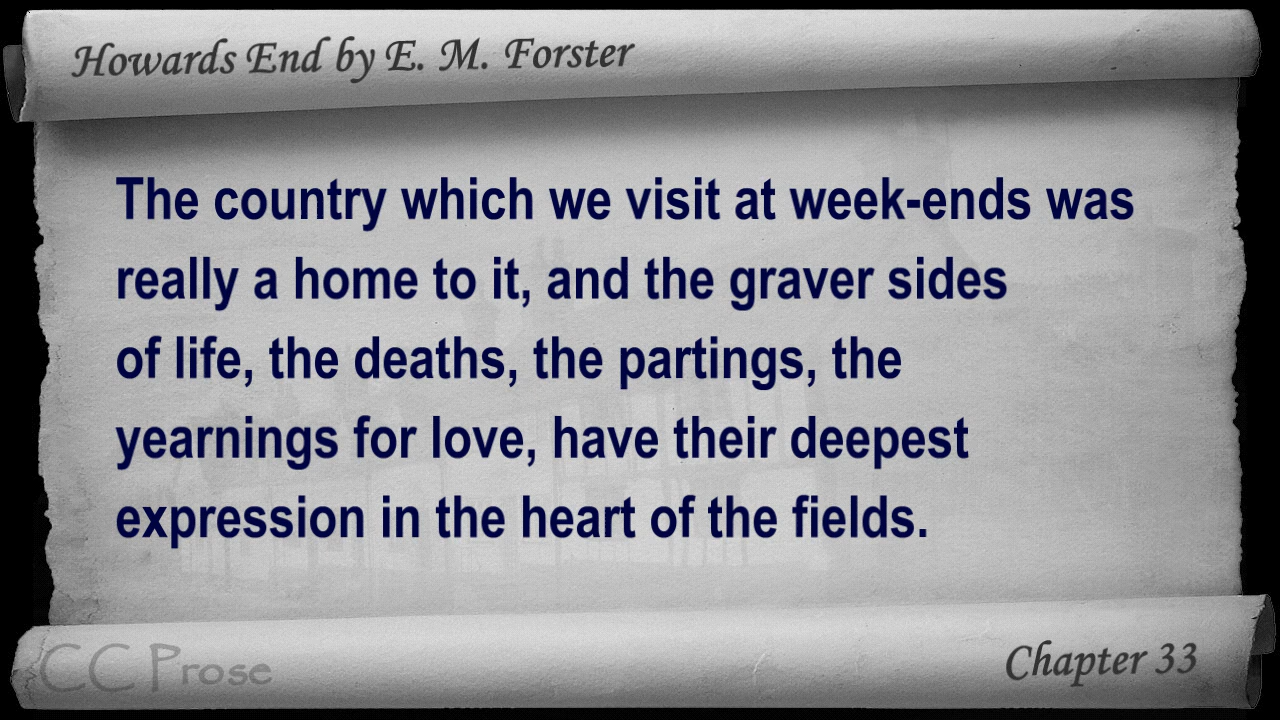 Howards End by E. M. Forster
The country which we visit at week-ends was
really a home to it, and the graver sides
of life, the deaths, the partings, the
yearnings for love, have their deepest
expression in the heart of the fields.
CC Prose
Chapter 33